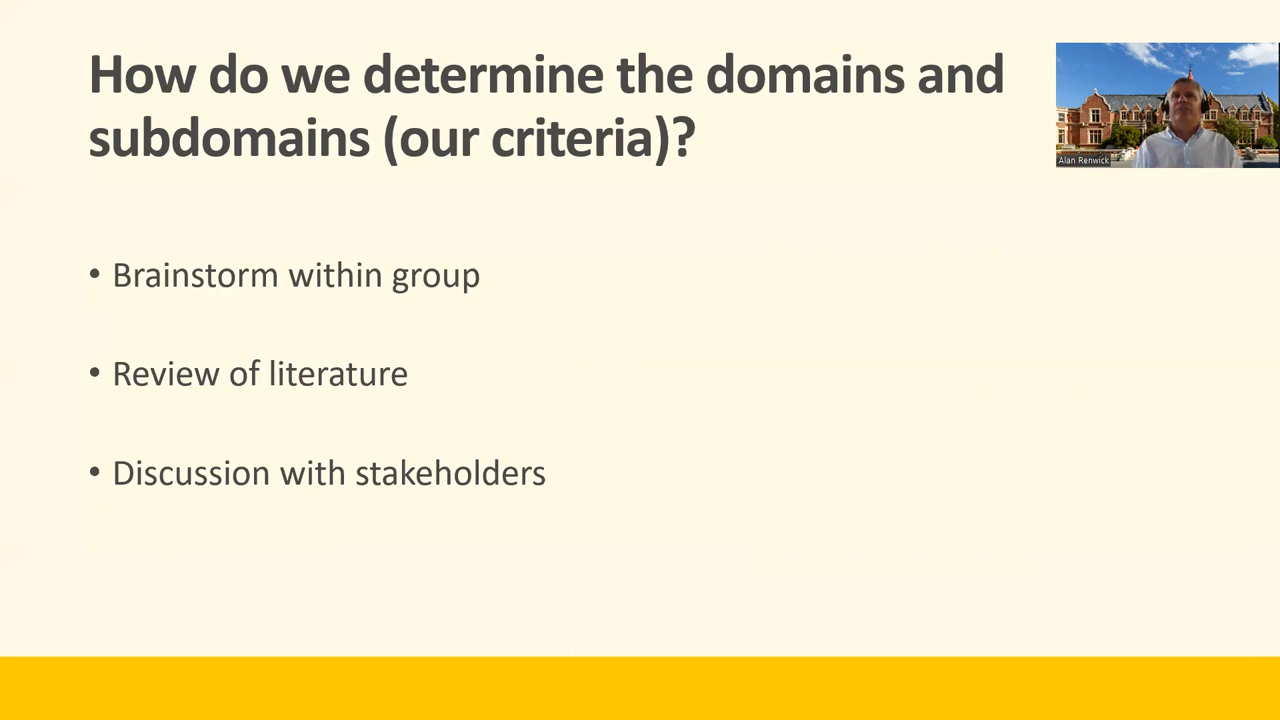 How do we determine the domains and
subdomains (our criteria)?
Alan Renwick
• Brainstorm within group
• Review of literature
• Discussion with stakeholders